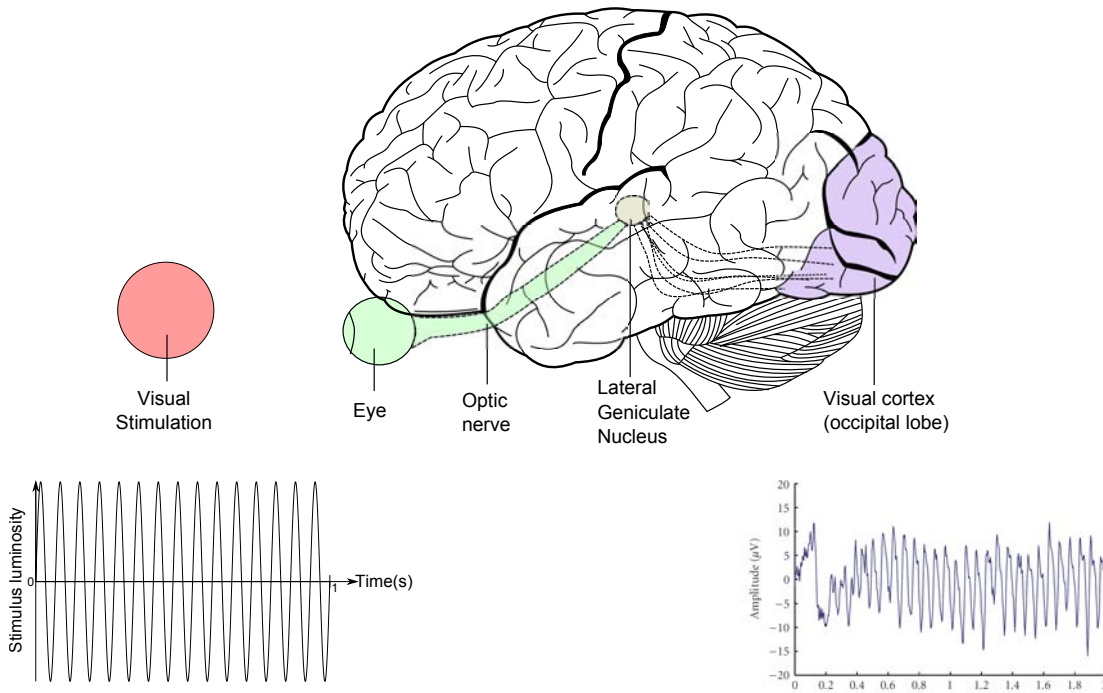 Visual
Stimulation
Eye
Optic
nerve
Lateral
Geniculate
Nucleus
Visual cortex
(occipital lobe)
Stimulus luminosity
0
1
Time(s)
Amplitude (μV)
20
15
10
5
0
−5
−10
−15
−20
0 0.2 0.4 0.6 0.8 1 1.2 1.4 1.6 1.8